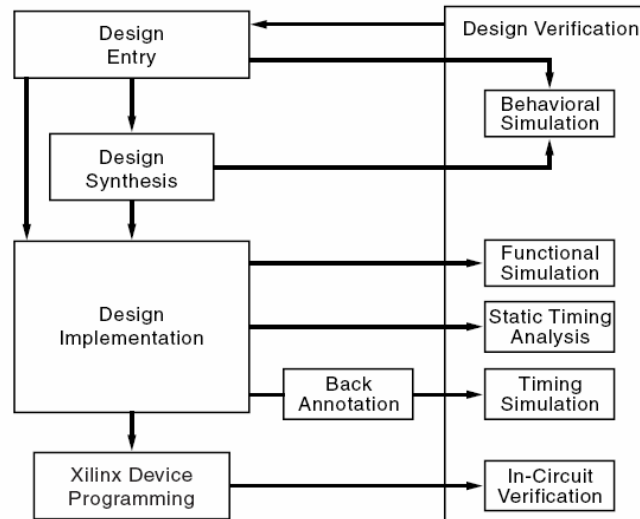 Design
Entry
Design Verification
Behavioral
Simulation
Design
Synthesis
Design
Implementation
Functional
Simulation
Static Timing
Analysis
Back
Annotation
Timing
Simulation
Xilinx Device
Programming
In-Circuit
Verification